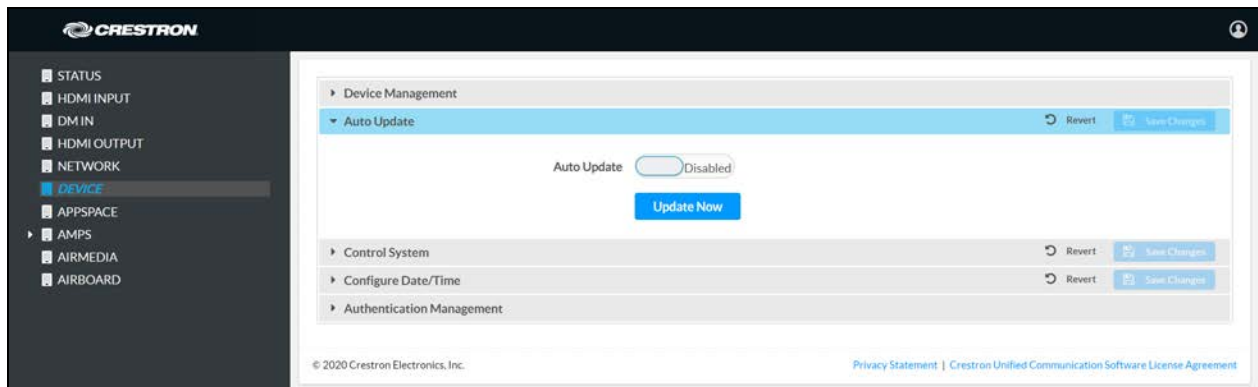 CRESTRON
STATUS
HDMI INPUT
DM IN
HDMI OUTPUT
NETWORK
DEVICE
APPSPACE
AMPS
AIRMEDIA
AIRBOARD
Device Management
Auto Update Revert Save Changes
Auto Update Disabled
Update Now
Control System Revert Save Changes
Configure Date/Time Revert Save Changes
Authentication Management
© 2020 Crestron Electronics, Inc. Privacy Statement | Crestron Unified Communication Software License Agreement